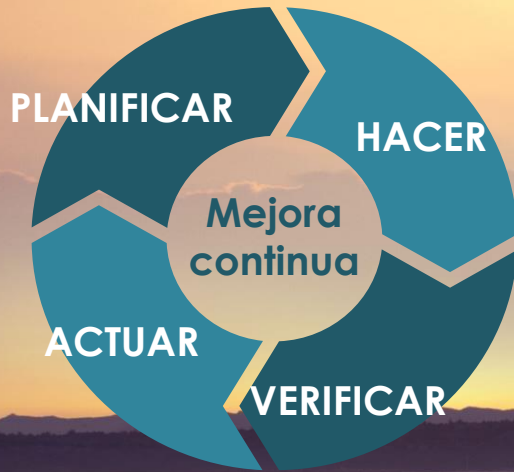 PLANIFICAR
HACER
Mejora
continua
ACTUAR
VERIFICAR